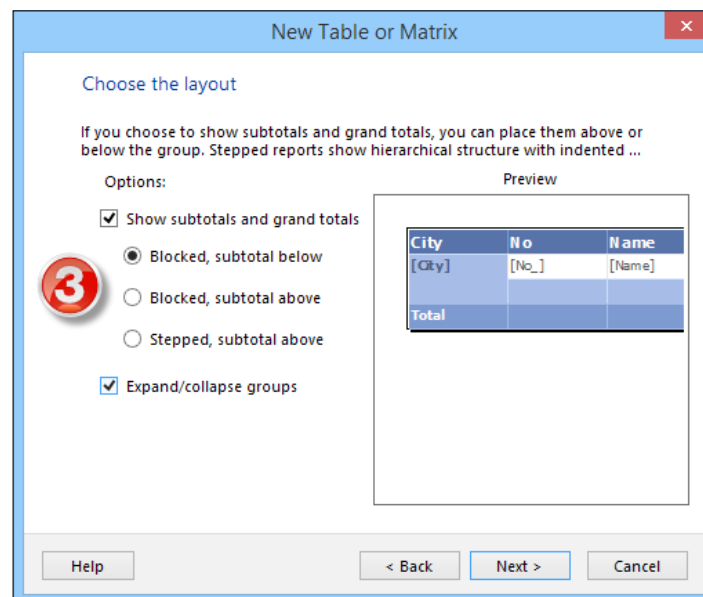 New Table or Matrix
Choose the layout
If you choose to show subtotals and grand totals, you can place them above or
below the group. Stepped reports show hierarchical structure with indented ...
Options:
Preview
Show subtotals and grand totals
Blocked, subtotal below
Blocked, subtotal above
Stepped, subtotal above
Expand/collapse groups
3
City No Name
[City] [No_] [Name]
Total
Help < Back Next > Cancel